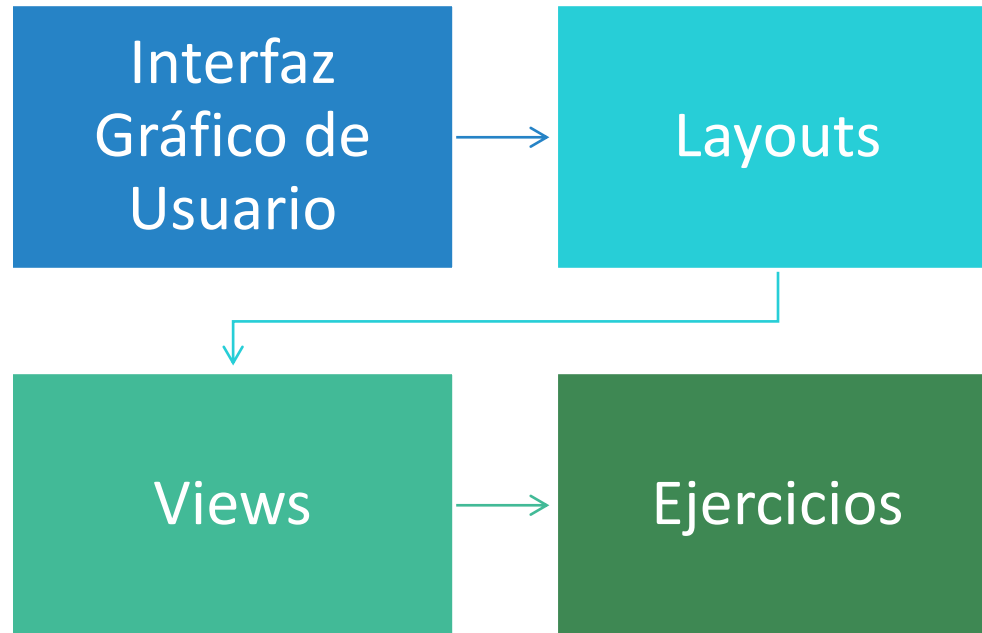 Interfaz
Gráfico de
Usuario
Layouts
Views
Ejercicios